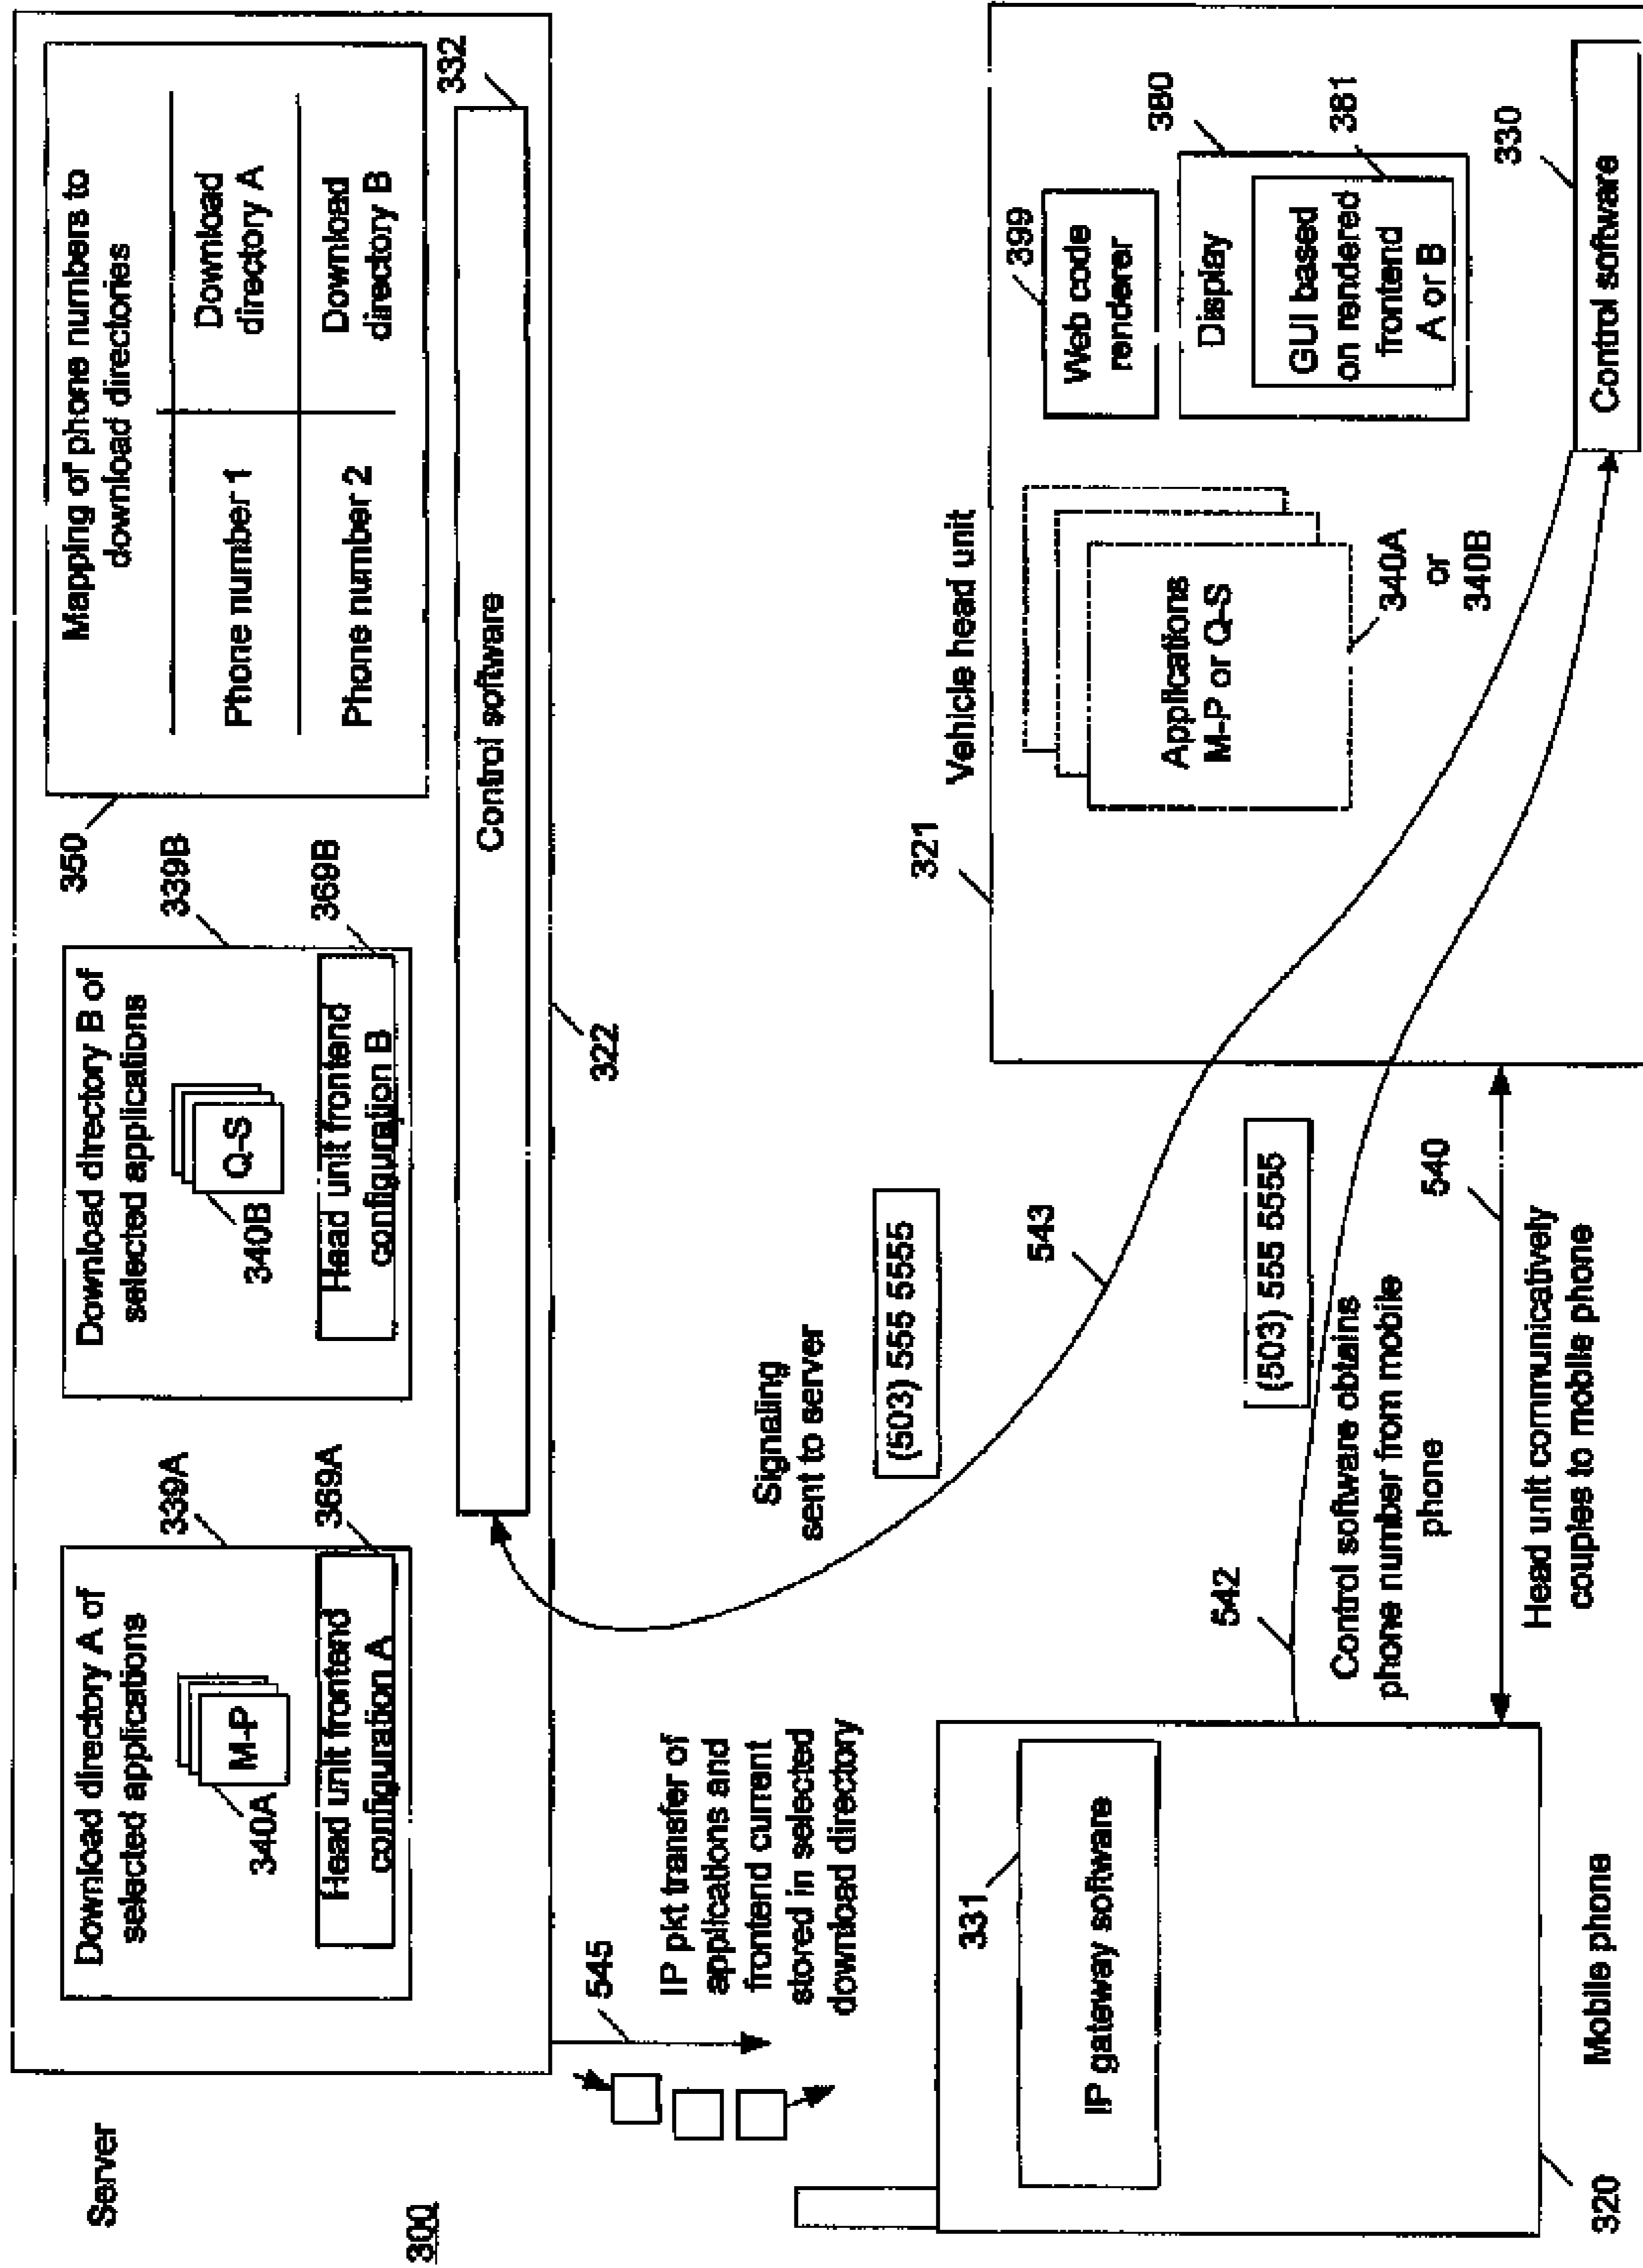 Server
300
Download directory A of
selected applications
M-P
340A
Head unit frontend
configuration A
339A
369A
Download directory B of
selected applications
Q-S
340B
Head unit frontend
configuration B
339B
369B
350
Mapping of phone numbers to
download directories
Phone number 1
Download
directory A
Phone number 2
Download
directory B
Control software
332
322
545
IP pkt transfer of
applications and
frontend current
stored in selected
download directory
Signaling
sent to server
(503) 555 5555
543
321
Vehicle head unit
Applications
M-P or Q-S
340A
or
340B
399
Web code
renderer
Display
380
GUI based
on rendered
frontend
A or B
381
330
Control software
331
IP gateway software
320
Mobile phone
542
Control software obtains
phone number from mobile
phone
(503) 555 5555
540
Head unit communicatively
couples to mobile phone